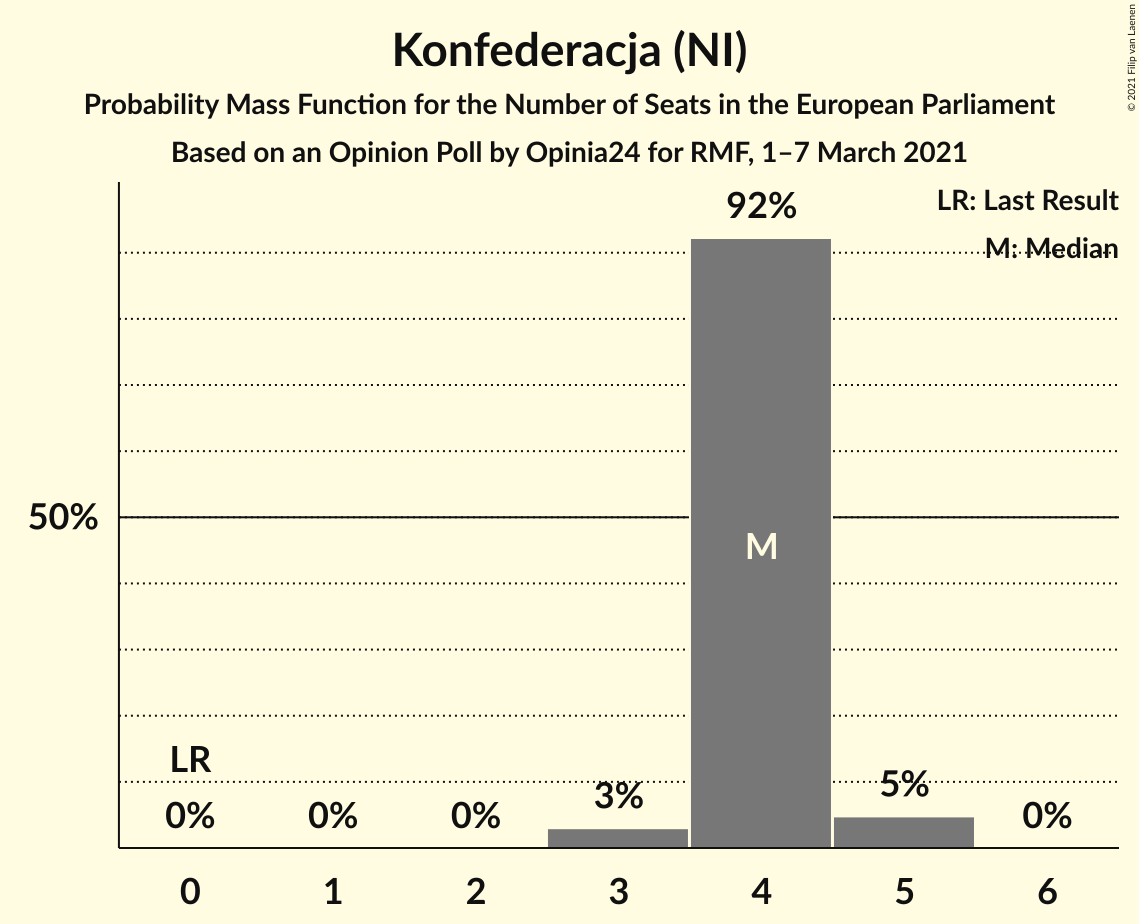 Konfederacja (NI)
Probability Mass Function for the Number of Seats in the European Parliament
Based on an Opinion Poll by Opinia24 for RMF, 1–7 March 2021
© 2021 Filip van Laenen
LR: Last Result
M: Median
92%
50%
M
LR
0%
0%
0%
3%
5%
0%
0
1
2
3
4
5
6